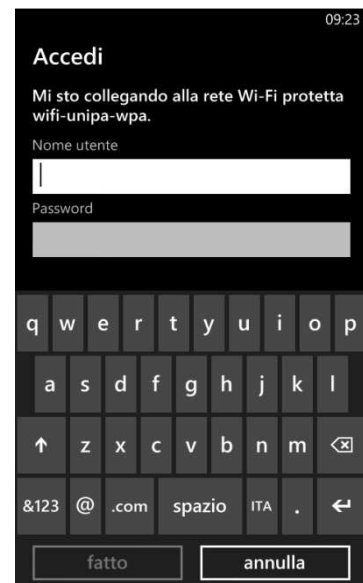 09:23
Accedi
Mi sto collegando alla rete Wi-Fi protetta
wifi-unipa-wpa.
Nome utente
Password
q w e r t y u i o p
a s d f g h j k l
z x c v b n m
&123 @ .com spazio ITA .
fatto annulla